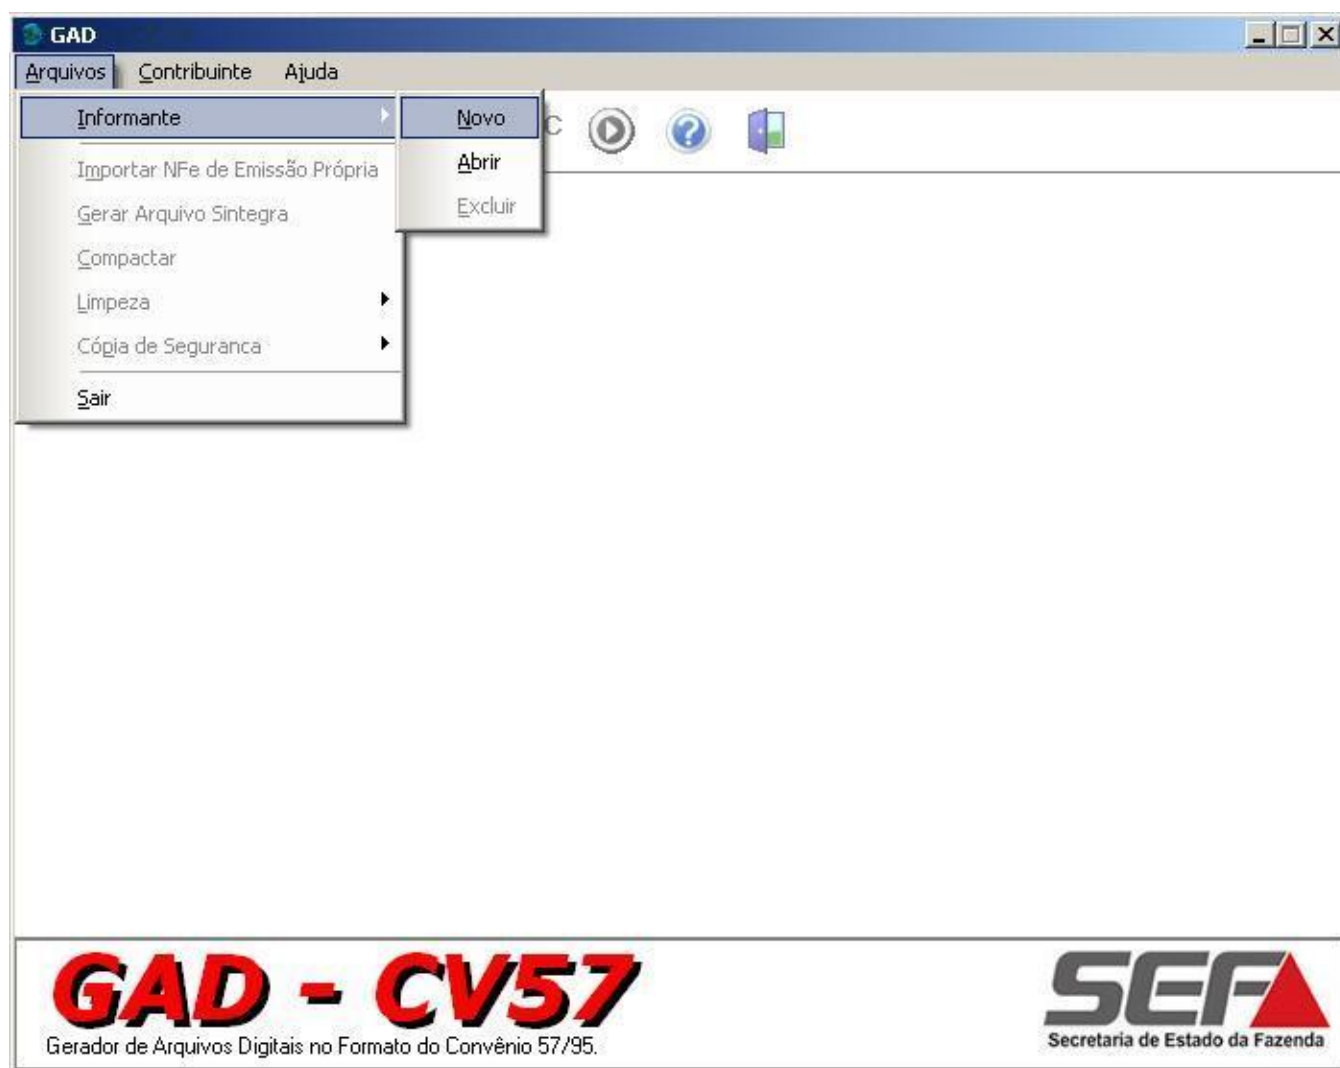 GAD
Arquivos Contribuinte Ajuda
Informante
Novo
C
Importar NFe de Emissão Própria
Abrir
Gerar Arquivo Sintegra
Excluir
Compactar
Limpeza
Cópia de Seguranca
Sair
GAD - CV57
Gerador de Arquivos Digitais no Formato do Convênio 57/95.
SEFA
Secretaria de Estado da Fazenda